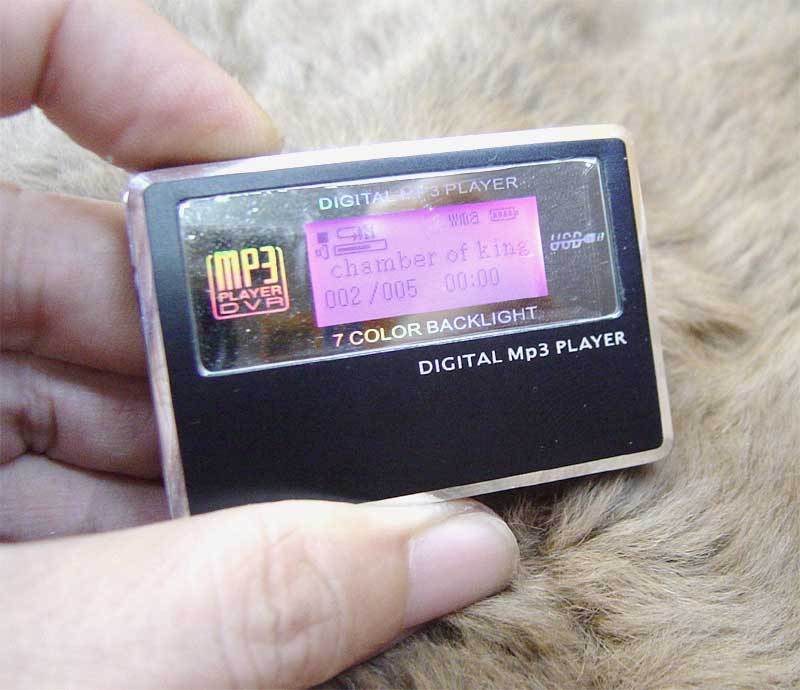 DIGITAL MP3 PLAYER
wma
USB
MP3
PLAYER
DVR
chamber of king
002/005 00:00
7 COLOR BACKLIGHT
DIGITAL Mp3 PLAYER